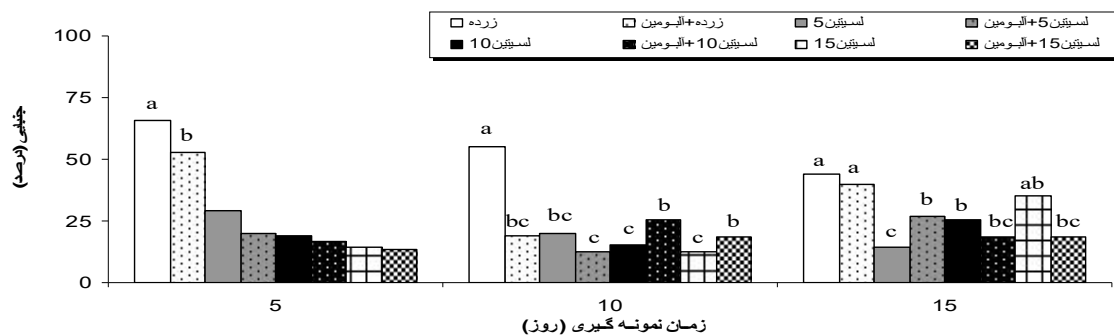 زرده
زرده+آلبومین
لسیتین5
لسیتین5+آلبومین
لسیتین10
لسیتین10+آلبومین
لسیتین15
لسیتین15+آلبومین
جنبایی(درصد)
100
75
50
25
0
a
b
a
bc
bc
c
c
b
c
b
a
a
c
b
b
bc
ab
bc
5
10
15
زمان نمونه گیری (روز)